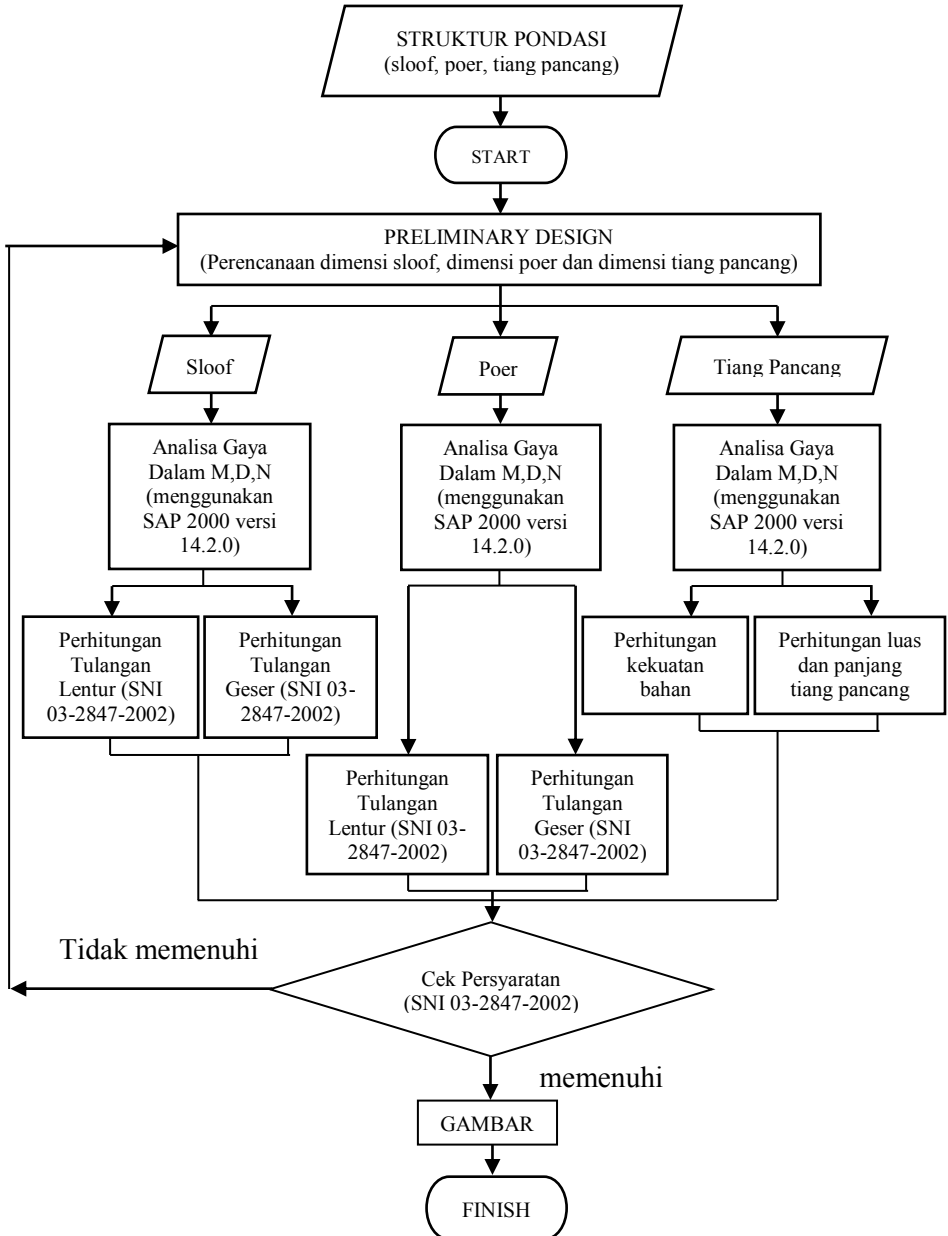 STRUKTUR PONDASI
(sloof, poer, tiang pancang)
START
PRELIMINARY DESIGN
(Perencanaan dimensi sloof, dimensi poer dan dimensi tiang pancang)
Sloof
Poer
Tiang Pancang
Analisa Gaya
Dalam M,D,N
(menggunakan
SAP 2000 versi
14.2.0)
Analisa Gaya
Dalam M,D,N
(menggunakan
SAP 2000 versi
14.2.0)
Analisa Gaya
Dalam M,D,N
(menggunakan
SAP 2000 versi
14.2.0)
Perhitungan
Tulangan
Lentur (SNI
03-2847-2002)
Perhitungan
Tulangan
Geser (SNI 03-
2847-2002)
Perhitungan
kekuatan
bahan
Perhitungan luas
dan panjang
tiang pancang
Perhitungan
Tulangan
Lentur (SNI 03-
2847-2002)
Perhitungan
Tulangan
Geser (SNI
03-2847-2002)
Tidak memenuhi
Cek Persyaratan
(SNI 03-2847-2002)
memenuhi
GAMBAR
FINISH